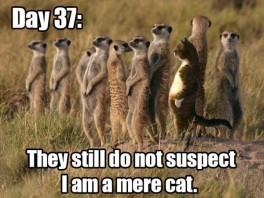 Day 37:
They still do not suspect
I am a mere cat.